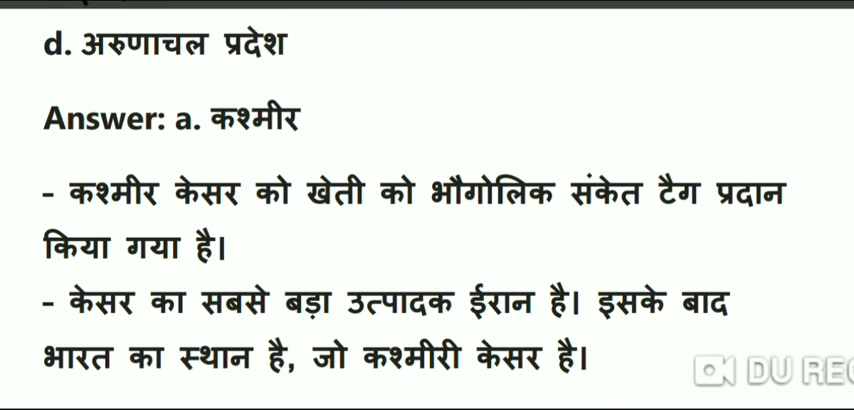 d. अरुणाचल प्रदेश
Answer: a. कश्मीर
- कश्मीर केसर को खेती को भौगोलिक संकेत टैग प्रदान
किया गया है।
- केसर का सबसे बड़ा उत्पादक ईरान है। इसके बाद
भारत का स्थान है, जो कश्मीरी केसर है।
DU REC